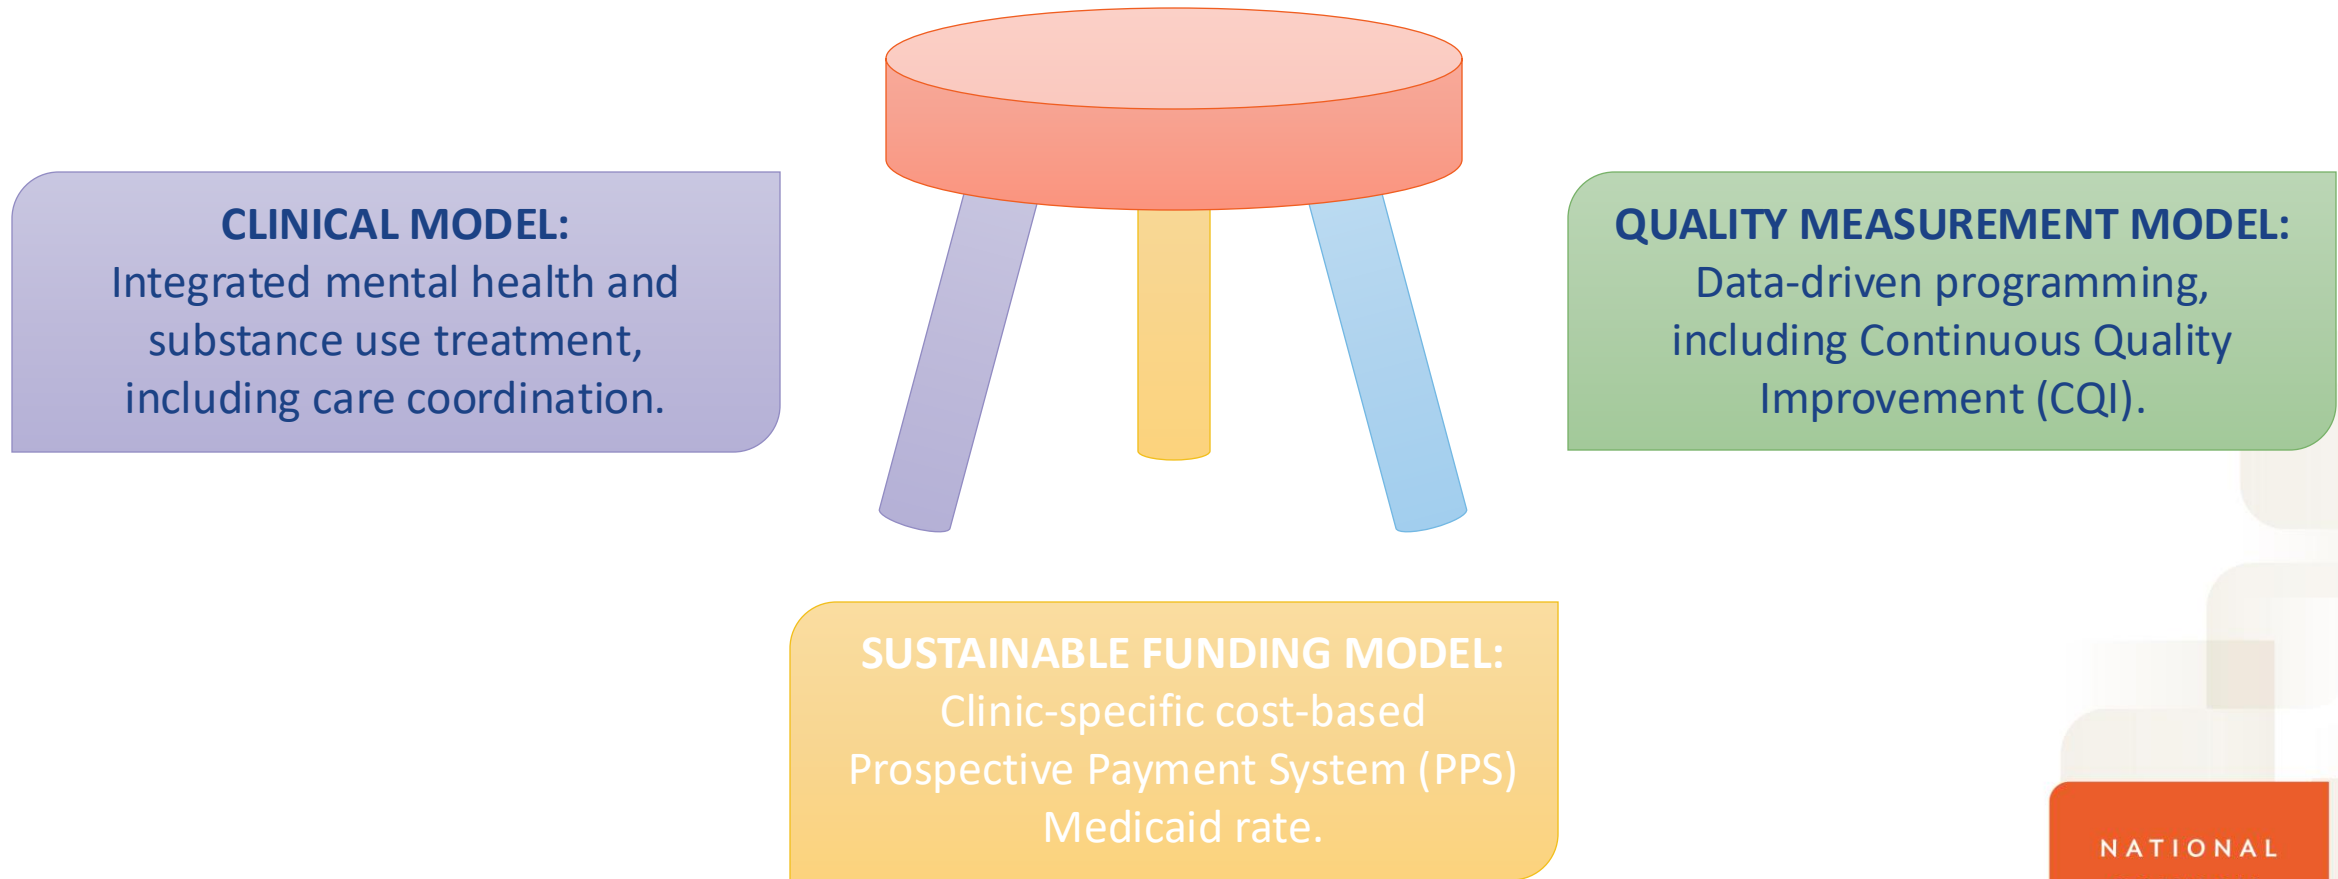 CLINICAL MODEL:
Integrated mental health and
substance use treatment,
including care coordination.
QUALITY MEASUREMENT MODEL:
Data-driven programming,
including Continuous Quality
Improvement (CQI).
SUSTAINABLE FUNDING MODEL:
Clinic-specific cost-based
Prospective Payment System (PPS)
Medicaid rate.
NATIONAL